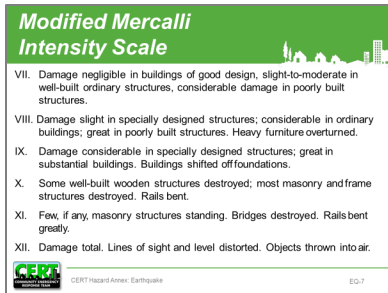 Modified Mercalli
Intensity Scale
VII. Damage negligible in buildings of good design, slight-to-moderate in
well-built ordinary structures, considerable damage in poorly built
structures.
VIII. Damage slight in specially designed structures; considerable in ordinary
buildings; great in poorly built structures. Heavy furniture overturned.
IX. Damage considerable in specially designed structures; great in
substantial buildings. Buildings shifted off foundations.
X. Some well-built wooden structures destroyed; most masonry and frame
structures destroyed. Rails bent.
XI. Few, if any, masonry structures standing. Bridges destroyed. Rails bent
greatly.
XII. Damage total. Lines of sight and level distorted. Objects thrown into air.
CERT
COMMUNITY EMERGENCY
RESPONSE TEAM
CERT Hazard Annex: Earthquake
EQ-7